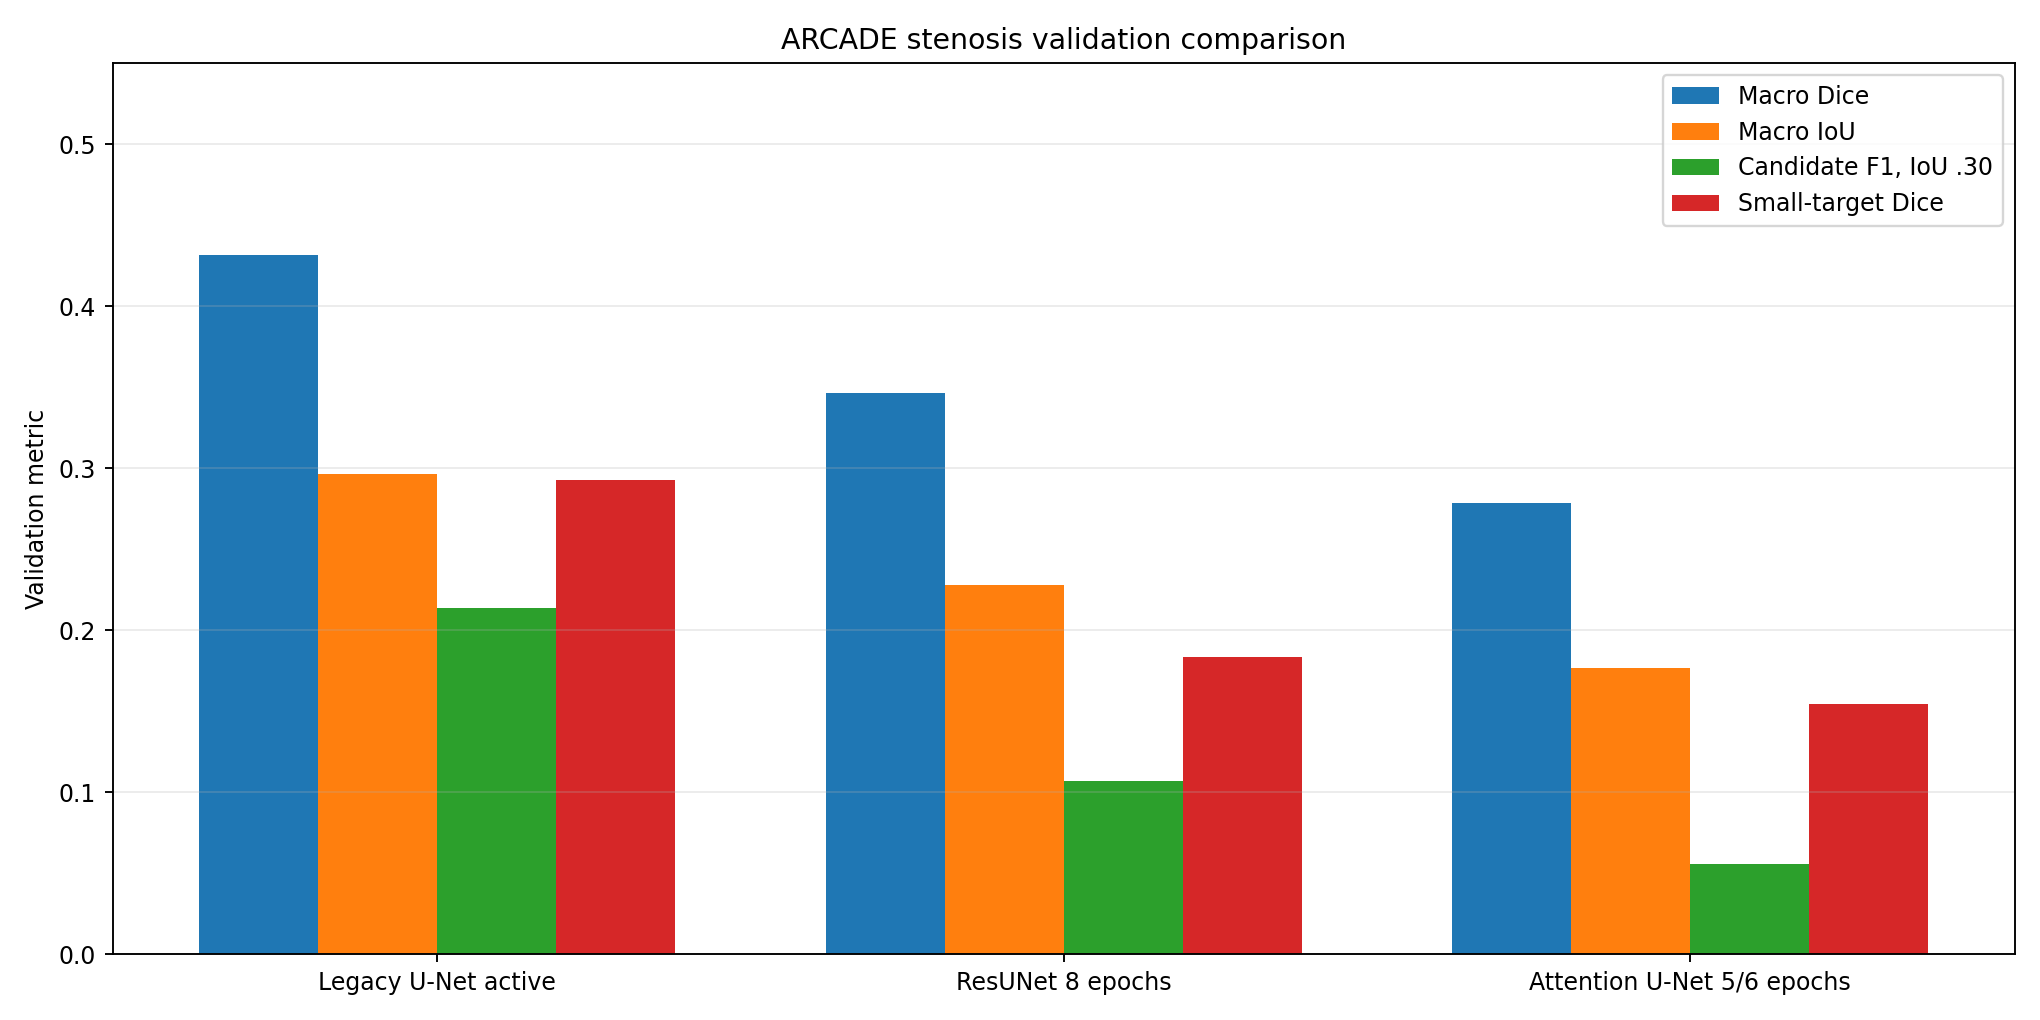 ARCADE stenosis validation comparison
Macro Dice
Macro IoU
Candidate F1, IoU .30
Small-target Dice
Validation metric
0.5
0.4
0.3
0.2
0.1
0.0
Legacy U-Net active
ResUNet 8 epochs
Attention U-Net 5/6 epochs